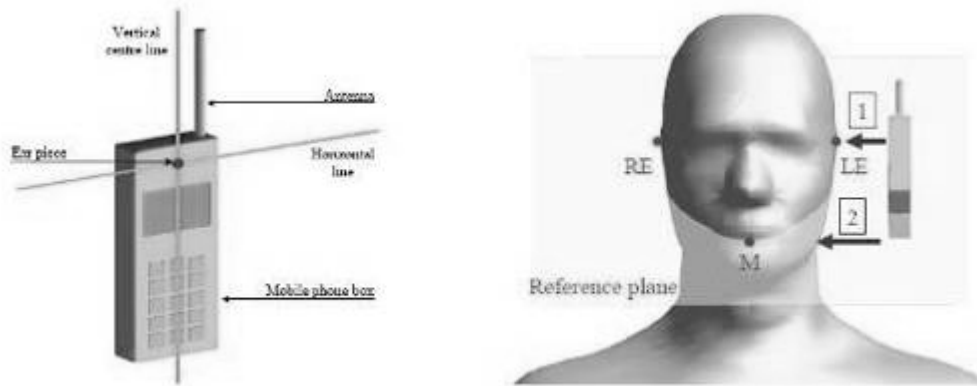 Vertical
centre line
Antenna
Ear piece
Horizontal
line
Mobile phone box
1
RE
LE
2
M
Reference plane